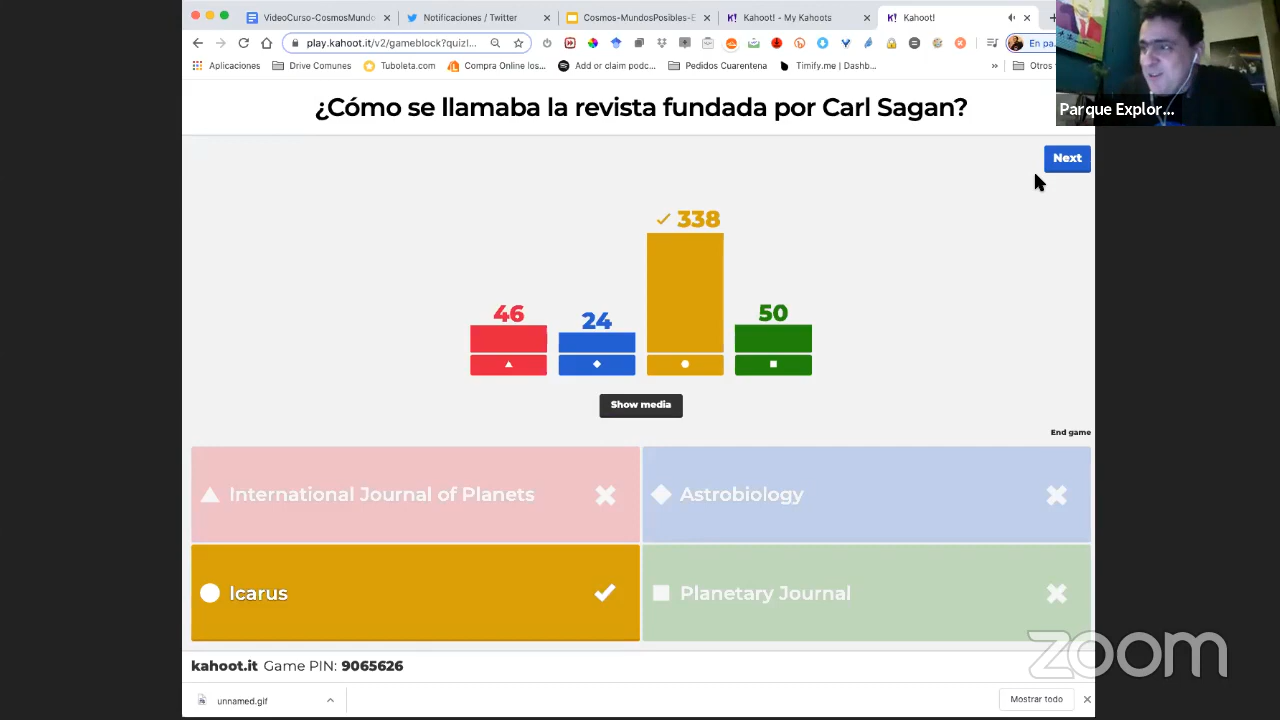 VideoCurso-CosmosMundo
Notificaciones / Twitter
Cosmos-MundosPosibles-E
Kahoot! - My Kahoots
Kahoot!
play.kahoot.it/v2/gameblock?quizI...
En pa...
Aplicaciones
Drive Comunes
Tuboleta.com
Compra Online los...
Add or claim podc...
Pedidos Cuarentena
Timify.me | Dashb...
»
Otros
Parque Explor...
¿Cómo se llamaba la revista fundada por Carl Sagan?
Next
46
24
338
50
Show media
End game
International Journal of Planets
Astrobiology
Icarus
Planetary Journal
kahoot.it Game PIN: 9065626
zoom
unnamed.gif
Mostrar todo